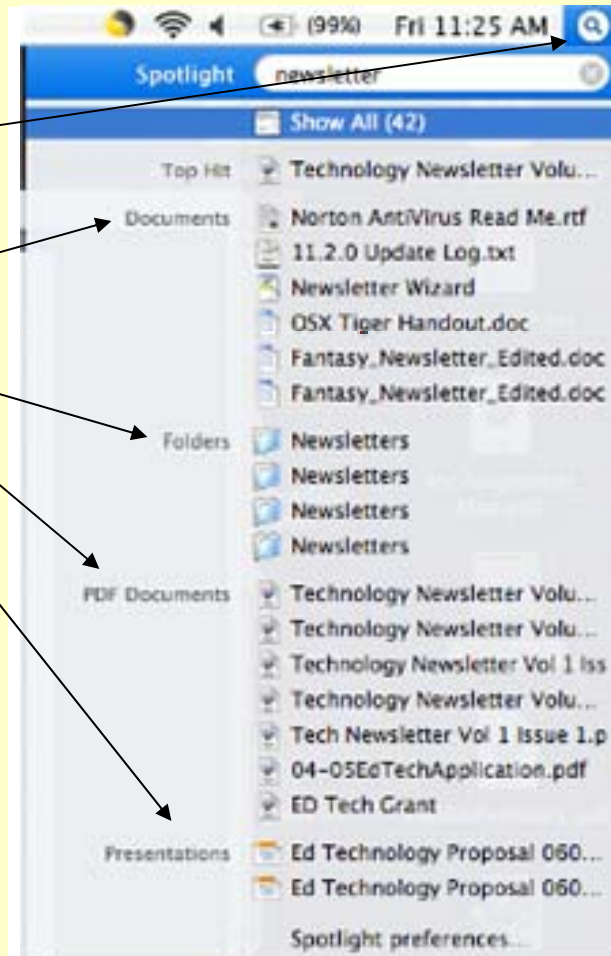 (99%) Fri 11:25 AM
Spotlight newsletter
Show All (42)
Top Hit Technology Newsletter Volu...
Documents Norton AntiVirus Read Me.rtf
11.2.0 Update Log.txt
Newsletter Wizard
OSX Tiger Handout.doc
Fantasy_Newsletter_Edited.doc
Fantasy_Newsletter_Edited.doc
Folders Newsletters
Newsletters
Newsletters
Newsletters
PDF Documents Technology Newsletter Volu...
Technology Newsletter Volu...
Technology Newsletter Vol 1 Iss
Technology Newsletter Volu...
Tech Newsletter Vol 1 Issue 1.p
04-05EdTechApplication.pdf
ED Tech Grant
Presentations Ed Technology Proposal 060...
Ed Technology Proposal 060...
Spotlight preferences...